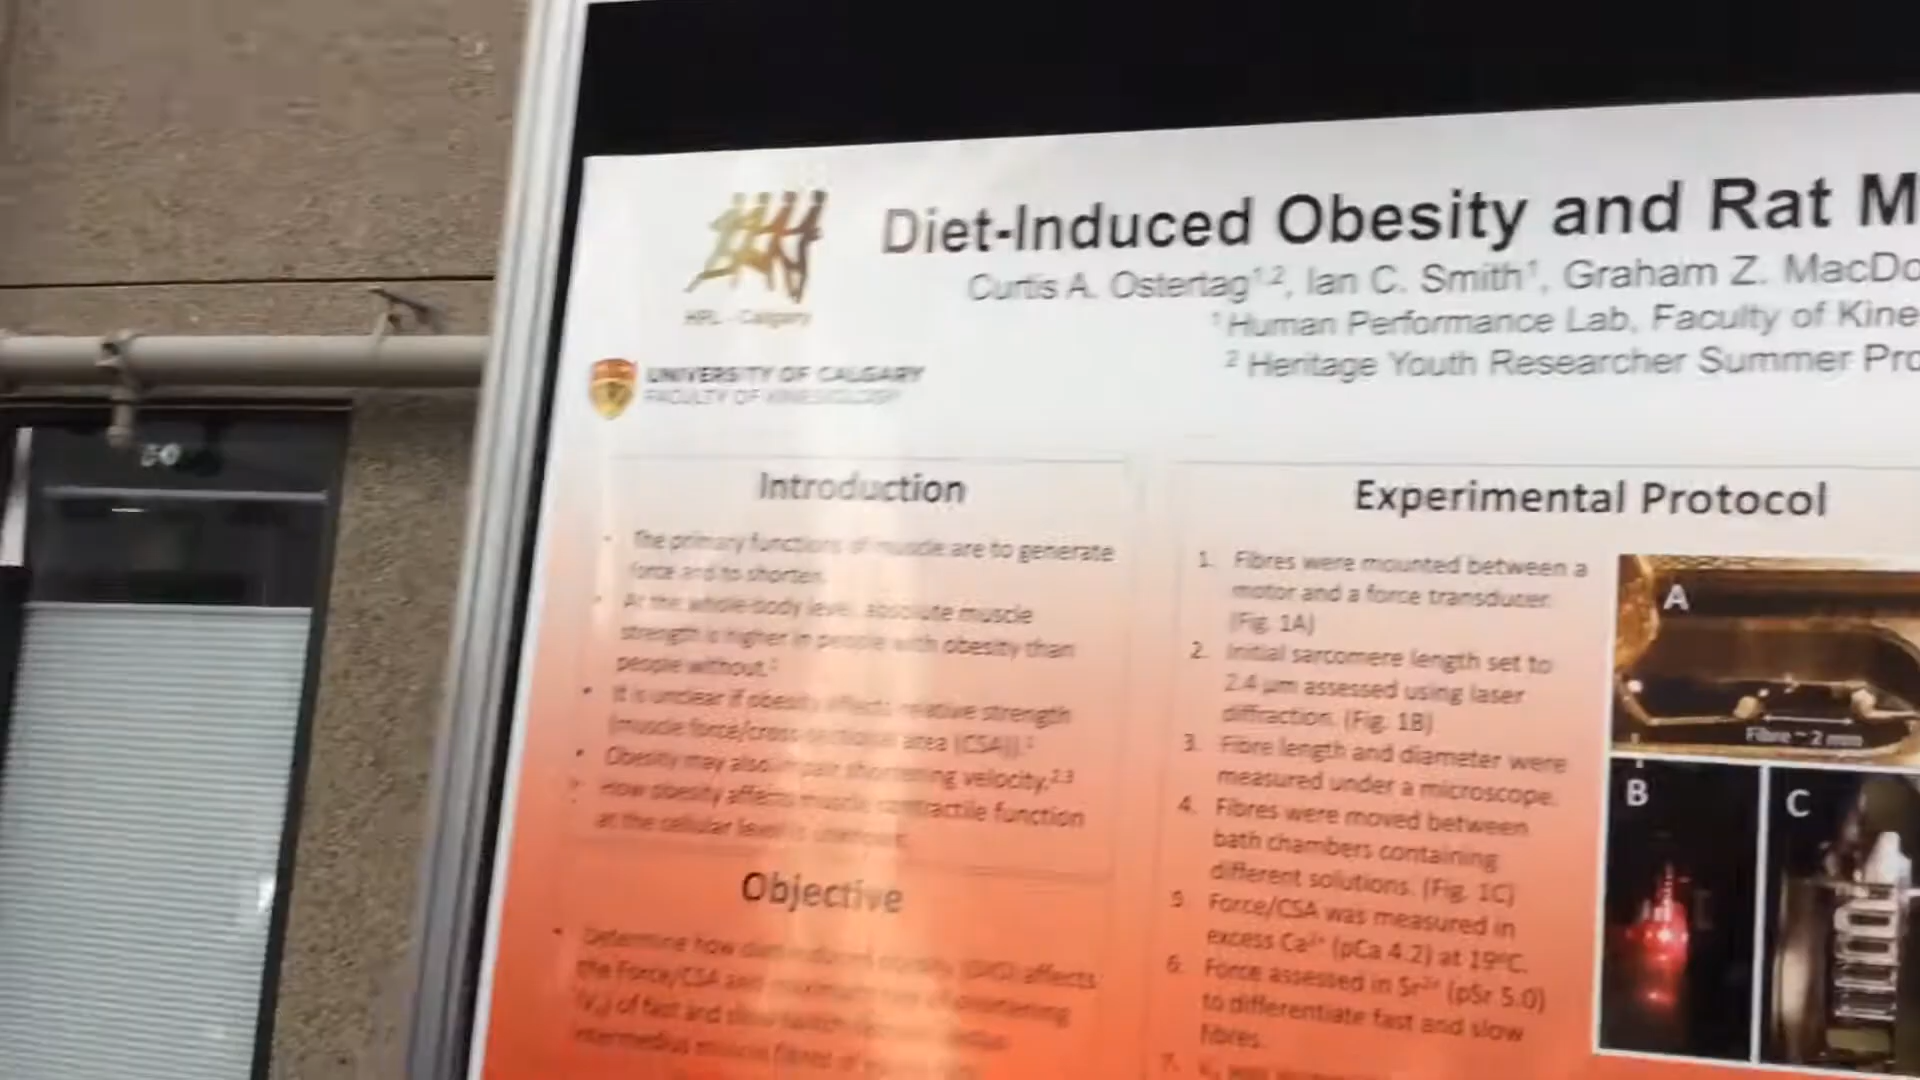 Diet-Induced Obesity and Rat M
Curtis A. Ostertag1,2, Ian C. Smith1, Graham Z. MacDo
1 Human Performance Lab, Faculty of Kine
2 Heritage Youth Researcher Summer Pro
HPL - Calgary
UNIVERSITY OF CALGARY
FACULTY OF KINESIOLOGY
Introduction
• The primary functions of muscle are to generate
force and to shorten.
• At the whole-body level, absolute muscle
strength is higher in people with obesity than
people without.1
• It is unclear if obesity affects relative strength
(muscle force/cross-sectional area (CSA)).1
• Obesity may also impair shortening velocity.2,3
• How obesity affects muscle contractile function
at the cellular level is unknown.
Objective
• Determine how diet-induced obesity (DIO) affects
the Force/CSA and maximum rate of shortening
of fast and slow
intermedius muscle fibres of
Experimental Protocol
1. Fibres were mounted between a
motor and a force transducer.
(Fig. 1A)
2. Initial sarcomere length set to
2.4 µm assessed using laser
diffraction. (Fig. 1B)
3. Fibre length and diameter were
measured under a microscope.
4. Fibres were moved between
bath chambers containing
different solutions. (Fig. 1C)
5. Force/CSA was measured in
excess Ca2+ (pCa 4.2) at 19°C.
6. Force assessed in Sr2+ (pSr 5.0)
to differentiate fast and slow
fibres.
7.
A
Fibre ~ 2 mm
B
C